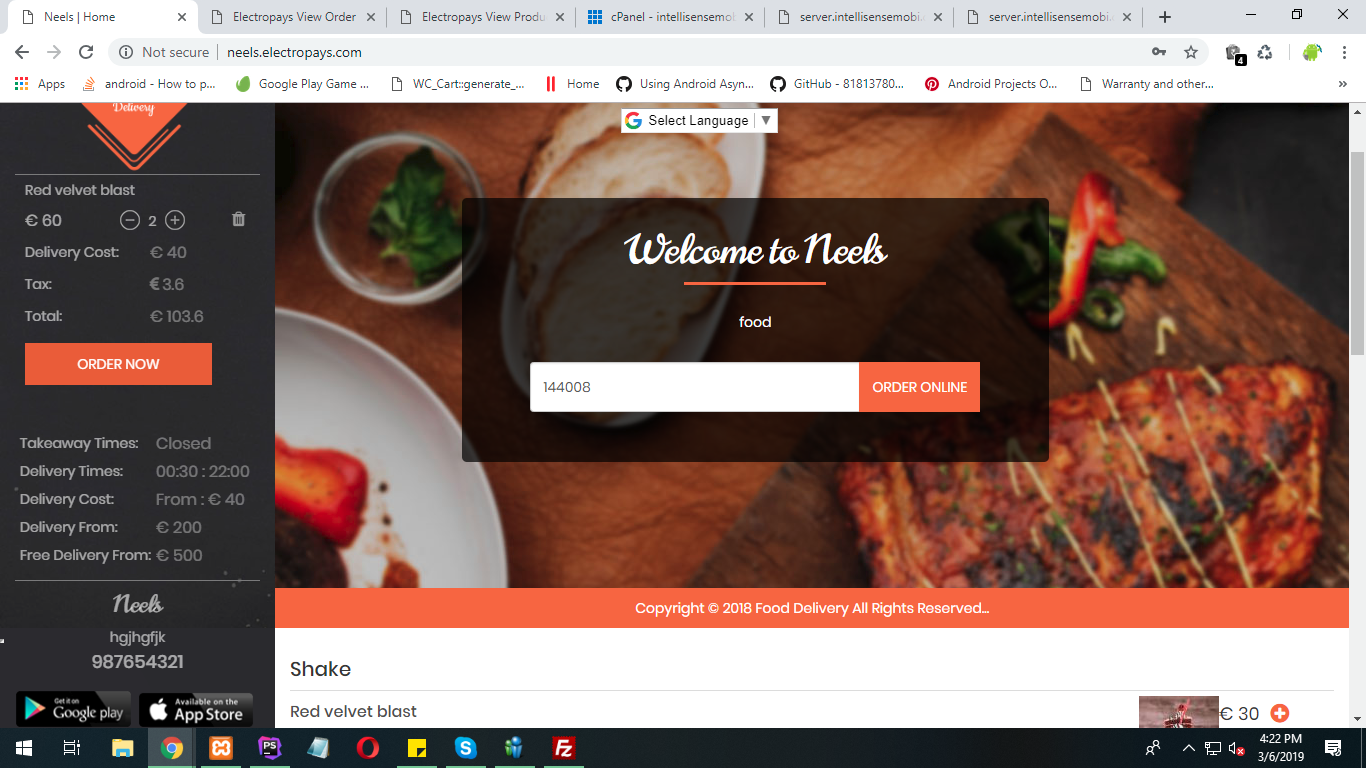 Neels | Home
Electropays View Order
Electropays View Produ
cPanel - intellisensemob
server.intellisensemobi.
server.intellisensemobi.
Not secure
neels.electropays.com
4
Apps
android - How to p...
Google Play Game ...
WC_Cart::generate_...
Home
Using Android Asyn...
GitHub - 81813780...
Android Projects O...
Warranty and other...
»
Delivery
Red velvet blast
€ 60
2
Delivery Cost: € 40
Tax: € 3.6
Total: € 103.6
ORDER NOW
Takeaway Times: Closed
Delivery Times: 00:30 : 22:00
Delivery Cost: From : € 40
Delivery From: € 200
Free Delivery From: € 500
Neels
hgjhgfjk
987654321
Get it on
Google play
Available on the
App Store
Select Language
Welcome to Neels
food
144008
ORDER ONLINE
Copyright © 2018 Food Delivery All Rights Reserved...
Shake
Red velvet blast
€ 30
PS
S
Fz
4:22 PM
3/6/2019